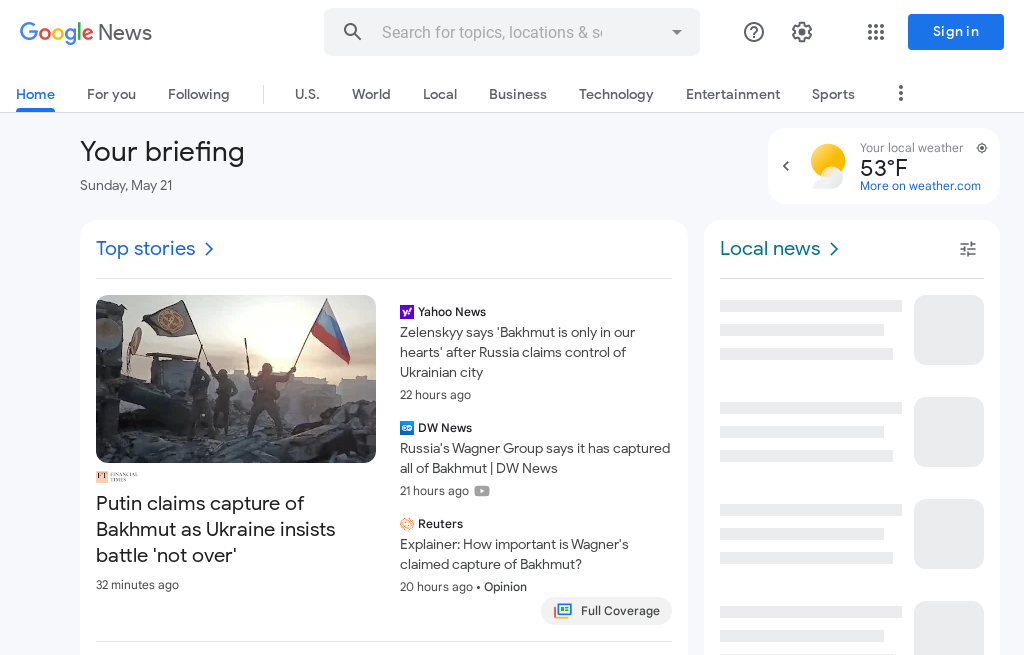 Google News
Search for topics, locations & s
Sign in
Home
For you
Following
U.S.
World
Local
Business
Technology
Entertainment
Sports
Your briefing
Sunday, May 21
Your local weather
53°F
More on weather.com
Top stories
Local news
FT FINANCIAL
TIMES
Putin claims capture of
Bakhmut as Ukraine insists
battle 'not over'
32 minutes ago
Yahoo News
Zelenskyy says 'Bakhmut is only in our
hearts' after Russia claims control of
Ukrainian city
22 hours ago
DW News
Russia's Wagner Group says it has captured
all of Bakhmut | DW News
21 hours ago
Reuters
Explainer: How important is Wagner's
claimed capture of Bakhmut?
20 hours ago • Opinion
Full Coverage